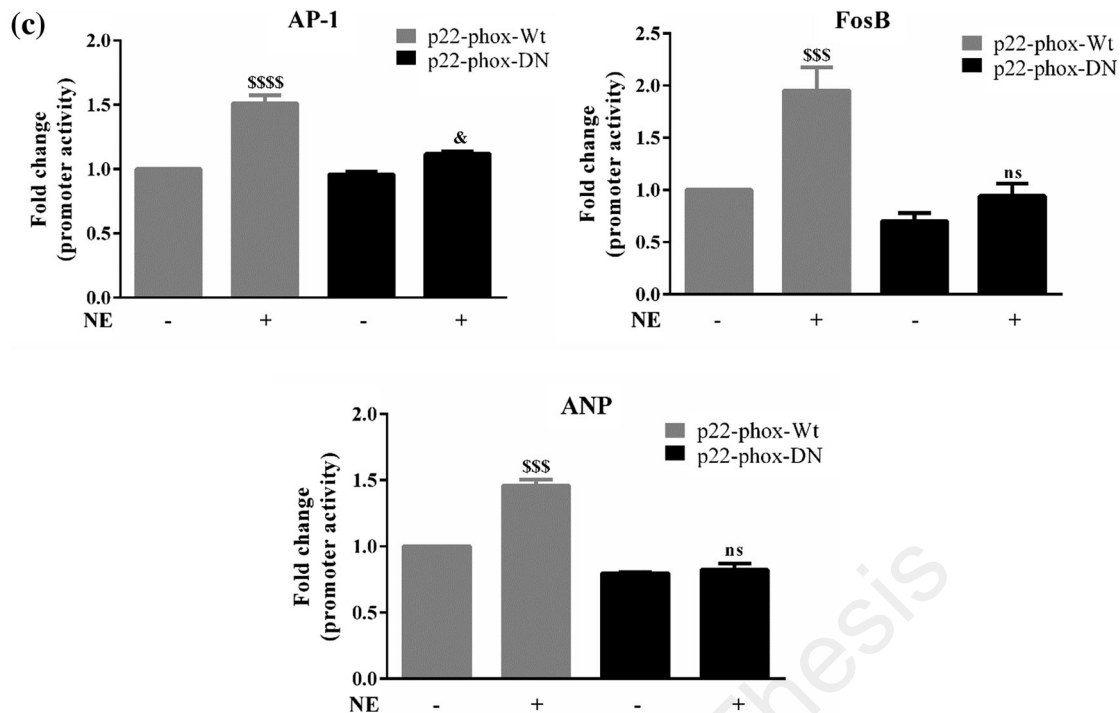 (c)
AP-1
p22-phox-Wt
p22-phox-DN
Fold change
(promoter activity)
2.0
1.5
1.0
0.5
0.0
$$$$
&
NE - + - +
FosB
p22-phox-Wt
p22-phox-DN
Fold change
(promoter activity)
2.5
2.0
1.5
1.0
0.5
0.0
$$$
ns
NE - + - +
ANP
p22-phox-Wt
p22-phox-DN
Fold change
(promoter activity)
2.0
1.5
1.0
0.5
0.0
$$$
ns
NE - + - +
Thesis